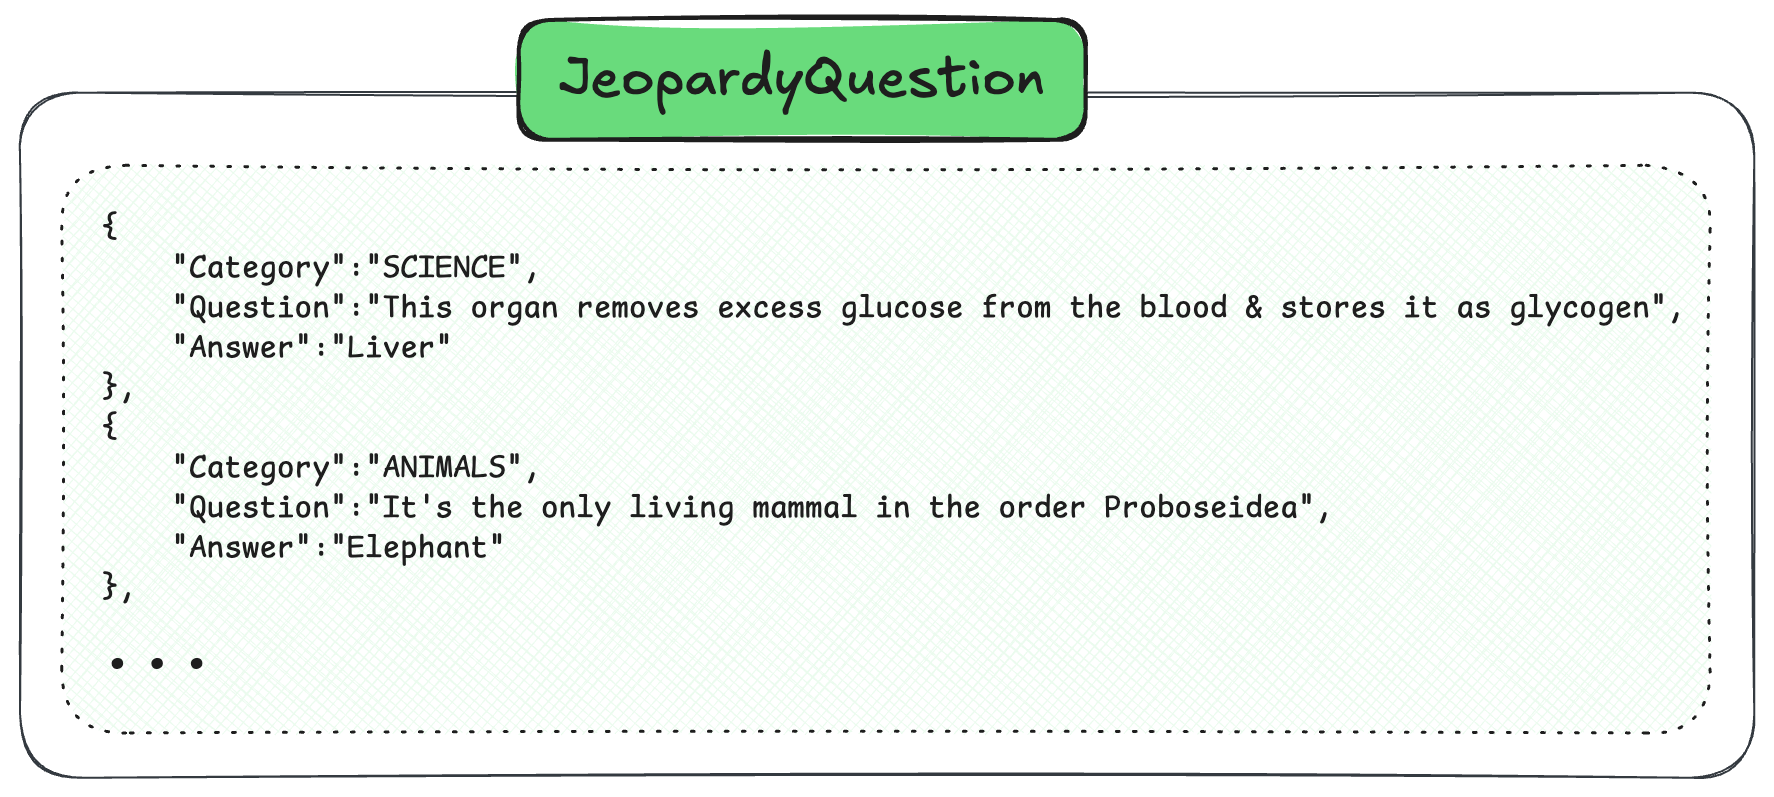 JeopardyQuestion
{
"Category":"SCIENCE",
"Question":"This organ removes excess glucose from the blood & stores it as glycogen",
"Answer":"Liver"
},
{
"Category":"ANIMALS",
"Question":"It's the only living mammal in the order Proboseidea",
"Answer":"Elephant"
},
• • •